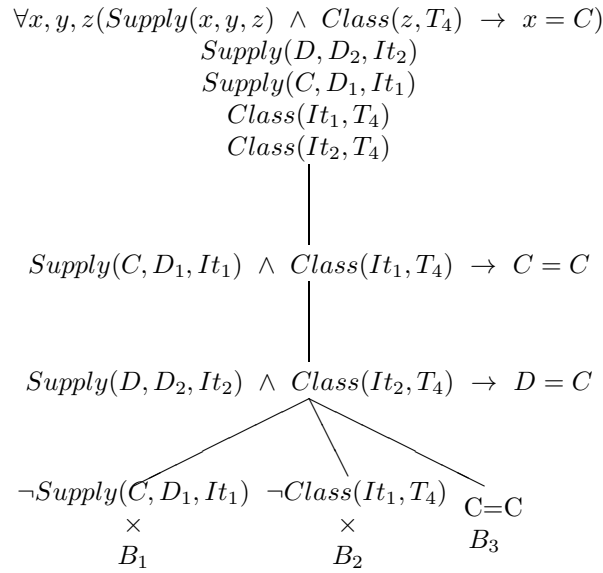 ∀x, y, z(Supply(x, y, z) ∧ Class(z, T₄) → x = C)
Supply(D, D₂, It₂)
Supply(C, D₁, It₁)
Class(It₁, T₄)
Class(It₂, T₄)
Supply(C, D₁, It₁) ∧ Class(It₁, T₄) → C = C
Supply(D, D₂, It₂) ∧ Class(It₂, T₄) → D = C
¬Supply(C, D₁, It₁) ¬Class(It₁, T₄) C=C
× ×
B₁ B₂ B₃